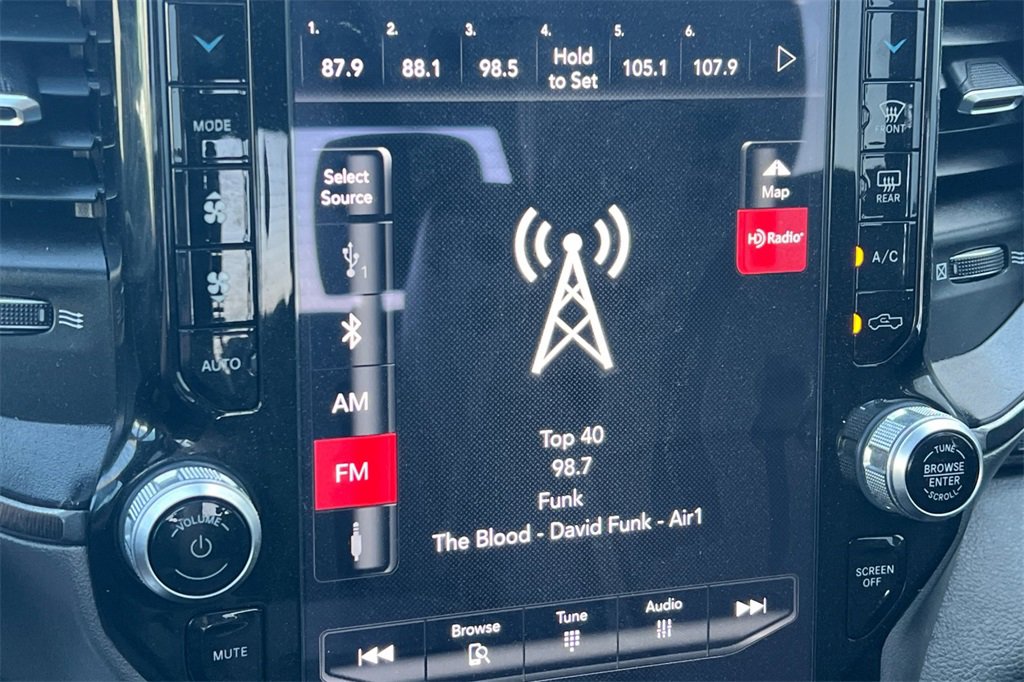 1. 2. 3. 4. 5. 6.
87.9 88.1 98.5 Hold to Set 105.1 107.9
MODE
AUTO
VOLUME
MUTE
Select
Source
1
AM
FM
Map
HD Radio
Top 40
98.7
Funk
The Blood - David Funk - Air1
Browse Tune Audio
FRONT
REAR
A/C
TUNE
BROWSE
ENTER
SCROLL
SCREEN
OFF